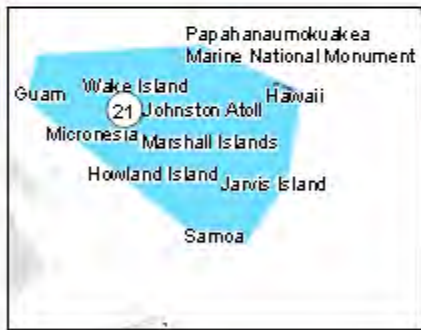 Papahanaumokuakea
Marine National Monument
Wake Island
Guam
Hawaii
21
Johnston Atoll
Micronesia
Marshall Islands
Howland Island
Jarvis Island
Samoa